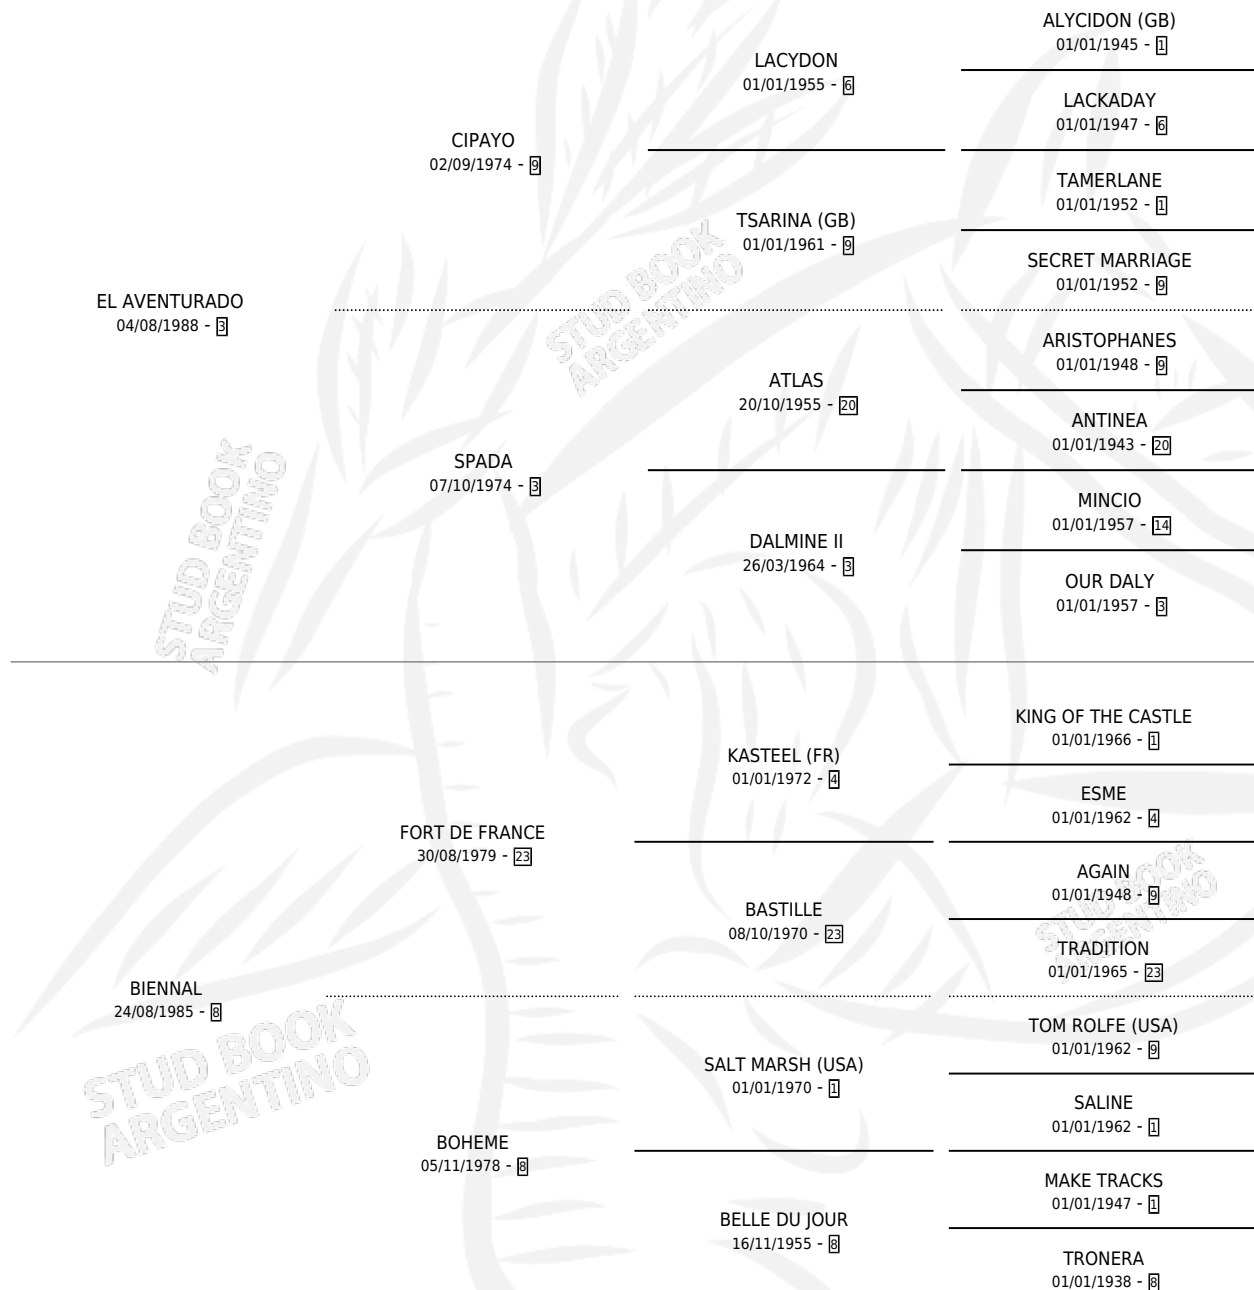 ALYCIDON (GB)
01/01/1945 - 1
LACYDON
01/01/1955 - 6
LACKADAY
01/01/1947 - 6
CIPAYO
02/09/1974 - 9
TAMERLANE
01/01/1952 - 1
TSARINA (GB)
01/01/1961 - 9
SECRET MARRIAGE
01/01/1952 - 9
EL AVENTURADO
04/08/1988 - 3
ARISTOPHANES
01/01/1948 - 9
ATLAS
20/10/1955 - 20
ANTINEA
01/01/1943 - 20
SPADA
07/10/1974 - 3
MINCIO
01/01/1957 - 14
DALMINE II
26/03/1964 - 3
OUR DALY
01/01/1957 - 3
STUD BOOK
ARGENTINO
STUD BOOK
ARGENTINO
KING OF THE CASTLE
01/01/1966 - 1
KASTEEL (FR)
01/01/1972 - 4
ESME
01/01/1962 - 4
FORT DE FRANCE
30/08/1979 - 23
AGAIN
01/01/1948 - 9
BASTILLE
08/10/1970 - 23
TRADITION
01/01/1965 - 23
BIENNAL
24/08/1985 - 8
TOM ROLFE (USA)
01/01/1962 - 9
SALT MARSH (USA)
01/01/1970 - 1
SALINE
01/01/1962 - 1
BOHEME
05/11/1978 - 8
MAKE TRACKS
01/01/1947 - 1
BELLE DU JOUR
16/11/1955 - 8
TRONERA
01/01/1938 - 8
STUD BOOK
ARGENTINO
STUD BOOK
ARGENTINO